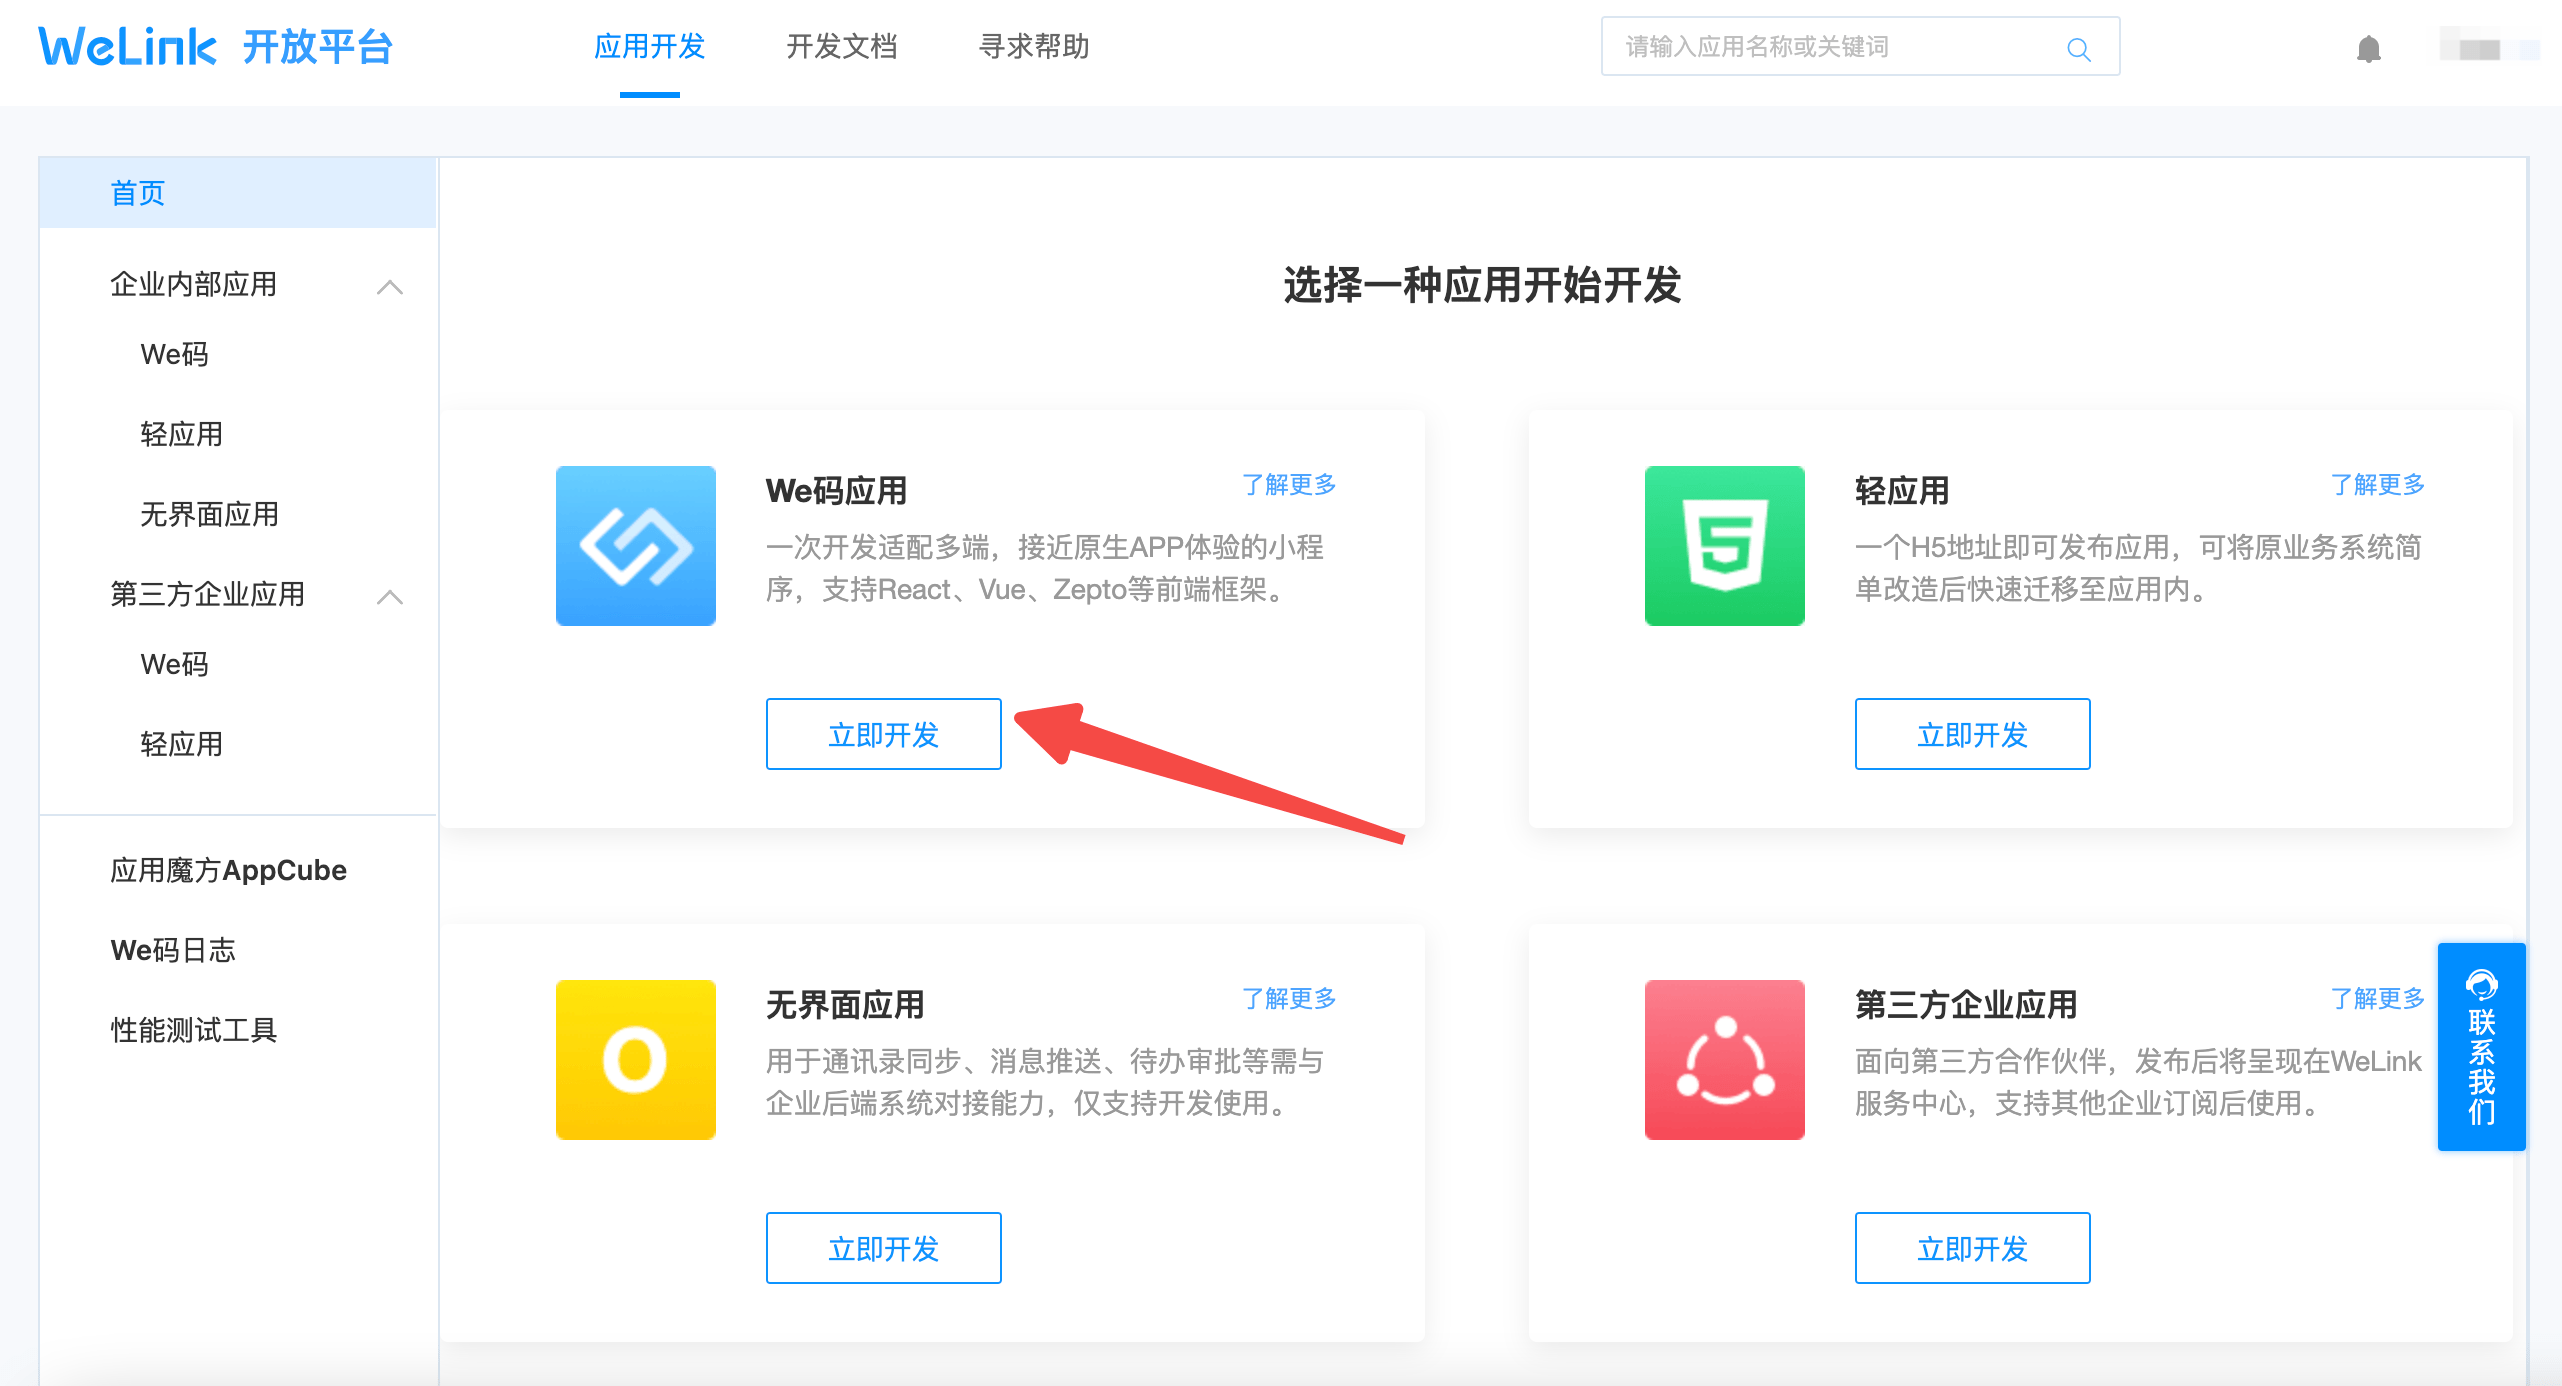 WeLink 开放平台
应用开发
开发文档
寻求帮助
请输入应用名称或关键词
首页
企业内部应用
We码
轻应用
无界面应用
第三方企业应用
We码
轻应用
应用魔方AppCube
We码日志
性能测试工具
选择一种应用开始开发
We码应用
了解更多
一次开发适配多端，接近原生APP体验的小程
序，支持React、Vue、Zepto等前端框架。
立即开发
轻应用
了解更多
一个H5地址即可发布应用，可将原业务系统简
单改造后快速迁移至应用内。
立即开发
无界面应用
了解更多
用于通讯录同步、消息推送、待办审批等需与
企业后端系统对接能力，仅支持开发使用。
立即开发
第三方企业应用
了解更多
面向第三方合作伙伴，发布后将呈现在WeLink
服务中心，支持其他企业订阅后使用。
立即开发
联系我们